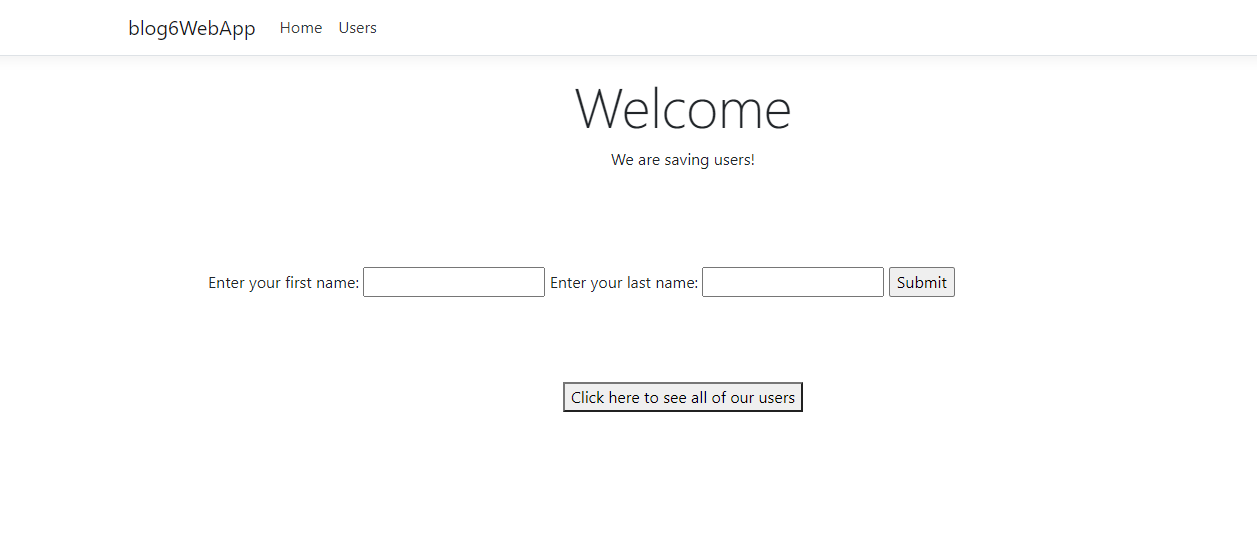 blog6WebApp Home Users
Welcome
We are saving users!
Enter your first name: Enter your last name: Submit
Click here to see all of our users